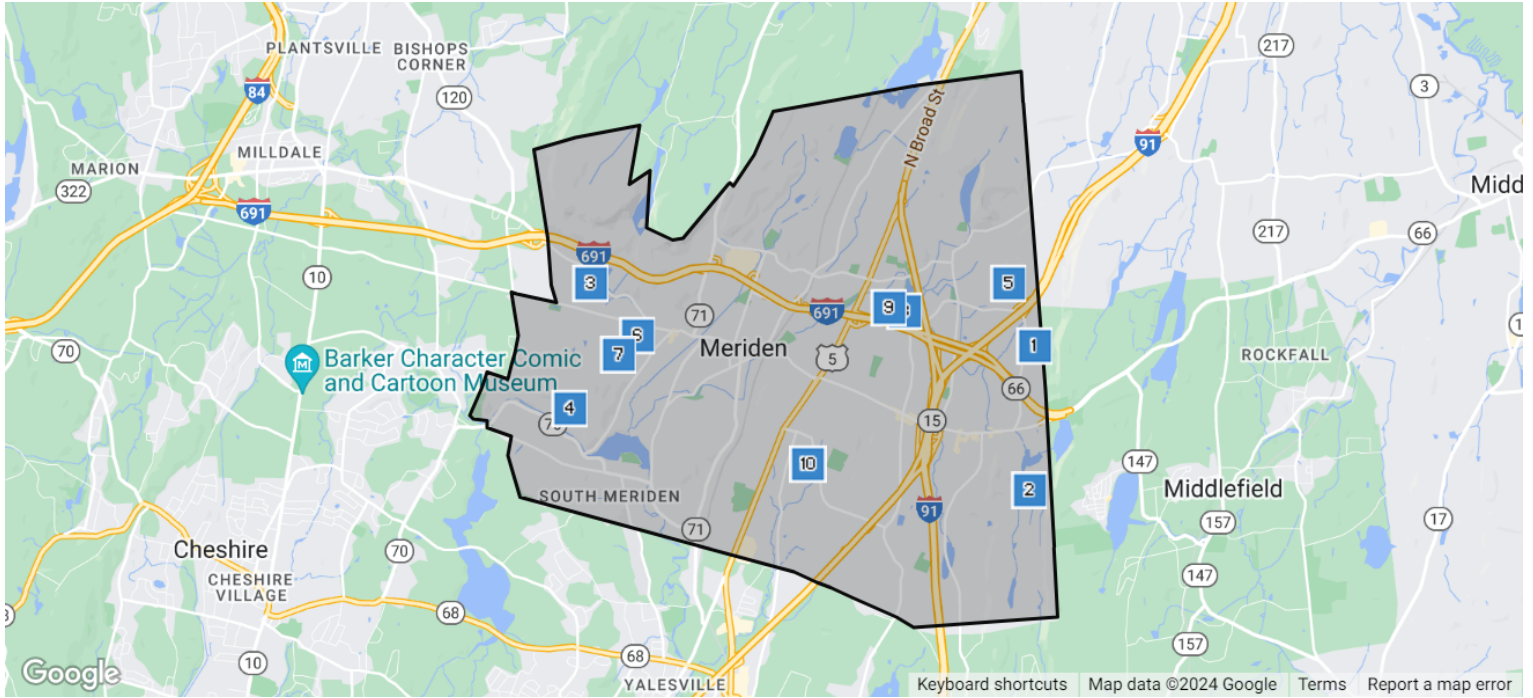 PLANTSVILLE
BISHOPS
CORNER
217
84
120
3
N Broad St
91
MARION
MILLDALE
322
Midd
691
217
66
10
691
3
5
71
9
691
Meriden
5
1
6
7
70
Barker Character Comic
and Cartoon Museum
ROCKFALL
66
4
15
10
147
2
Middlefield
SOUTH MERIDEN
91
157
17
71
Cheshire
70
CHESHIRE
VILLAGE
147
68
157
10
68
YALESVILLE
Google
Keyboard shortcuts
Map data ©2024 Google
Terms
Report a map error